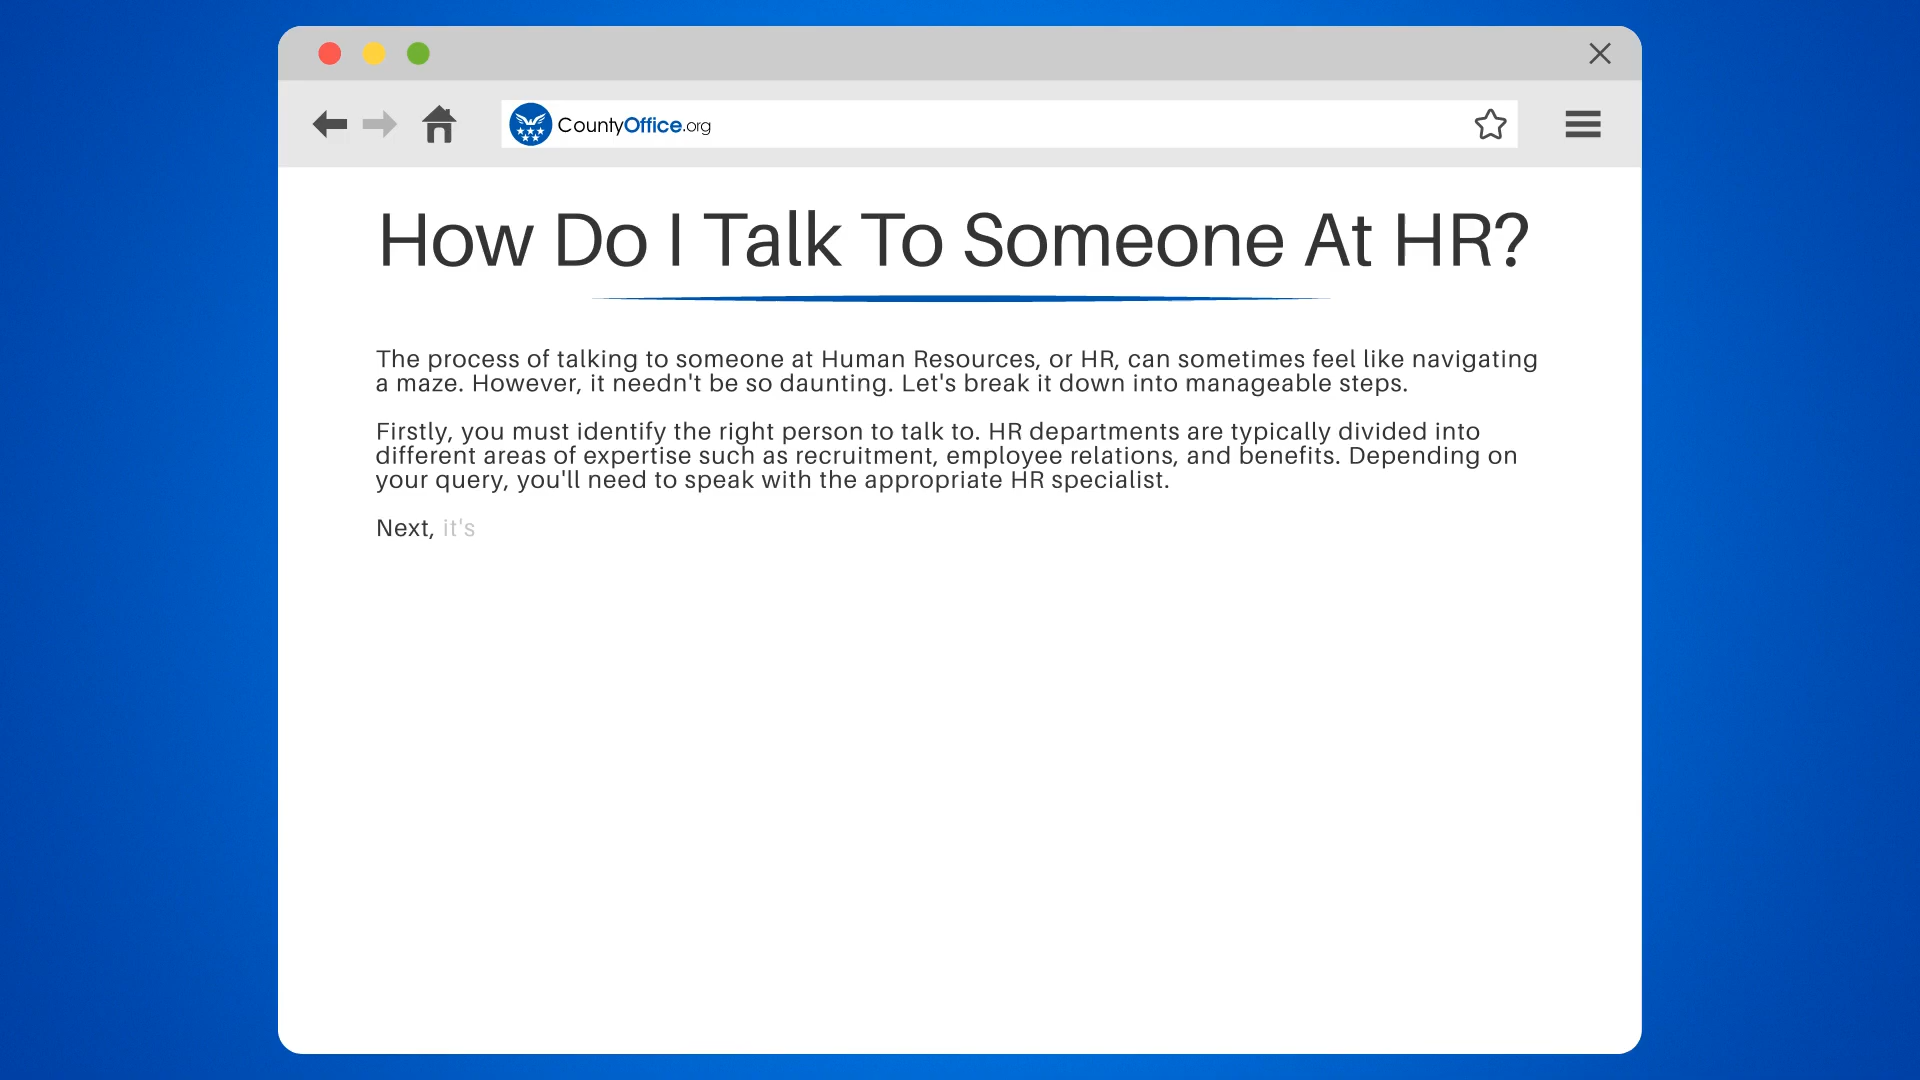 CountyOffice.org
How Do I Talk To Someone At HR?
The process of talking to someone at Human Resources, or HR, can sometimes feel like navigating
a maze. However, it needn't be so daunting. Let's break it down into manageable steps.
Firstly, you must identify the right person to talk to. HR departments are typically divided into
different areas of expertise such as recruitment, employee relations, and benefits. Depending on
your query, you'll need to speak with the appropriate HR specialist.
Next, it's